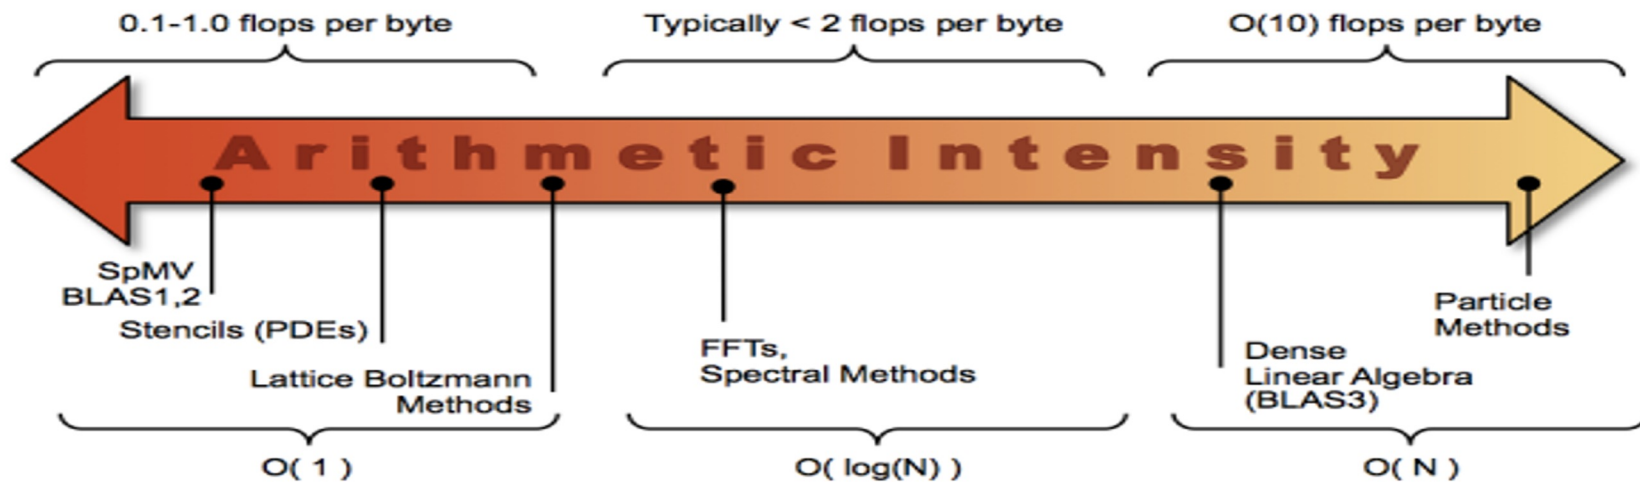 0.1-1.0 flops per byte
Typically < 2 flops per byte
O(10) flops per byte
Arithmetic Intensity
SpMV
BLAS1,2
Stencils (PDEs)
Lattice Boltzmann
Methods
FFTs,
Spectral Methods
Dense
Linear Algebra
(BLAS3)
Particle
Methods
O( 1 )
O( log(N) )
O( N )